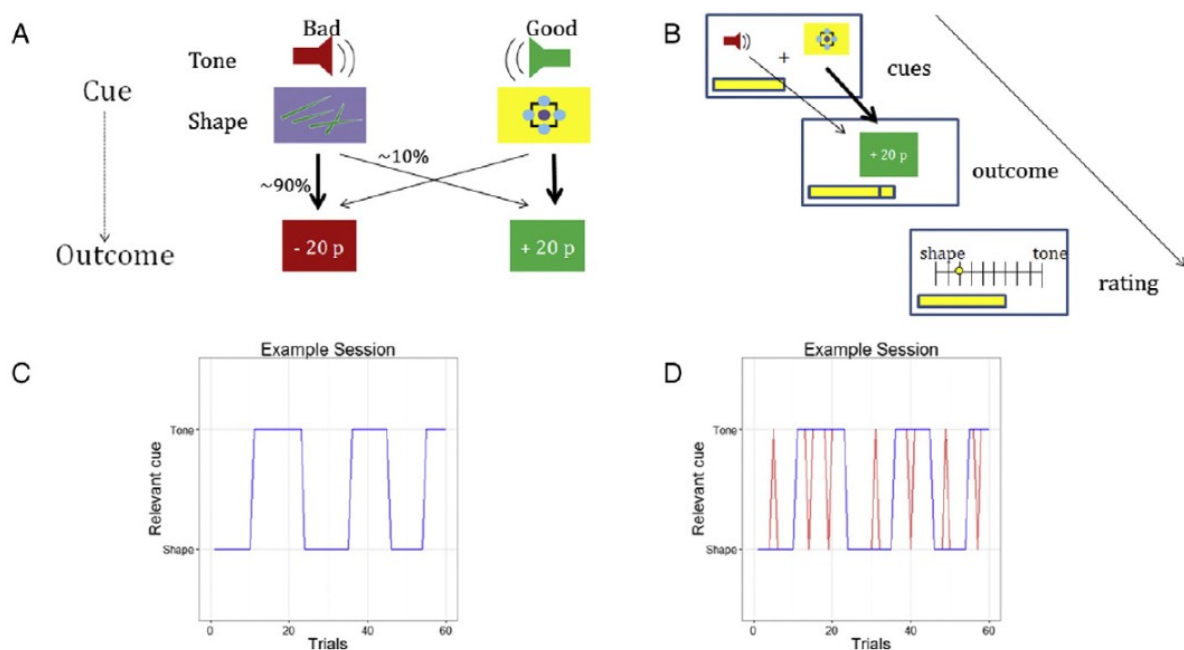 A
Bad
Good
Tone
Cue
Shape
~10%
~90%
- 20 p
+ 20 p
Outcome
B
+
cues
+ 20 p
outcome
shape
tone
rating
C
Example Session
Tone
Relevant cue
Shape
0
20
40
60
Trials
D
Example Session
Tone
Relevant cue
Shape
0
20
40
60
Trials